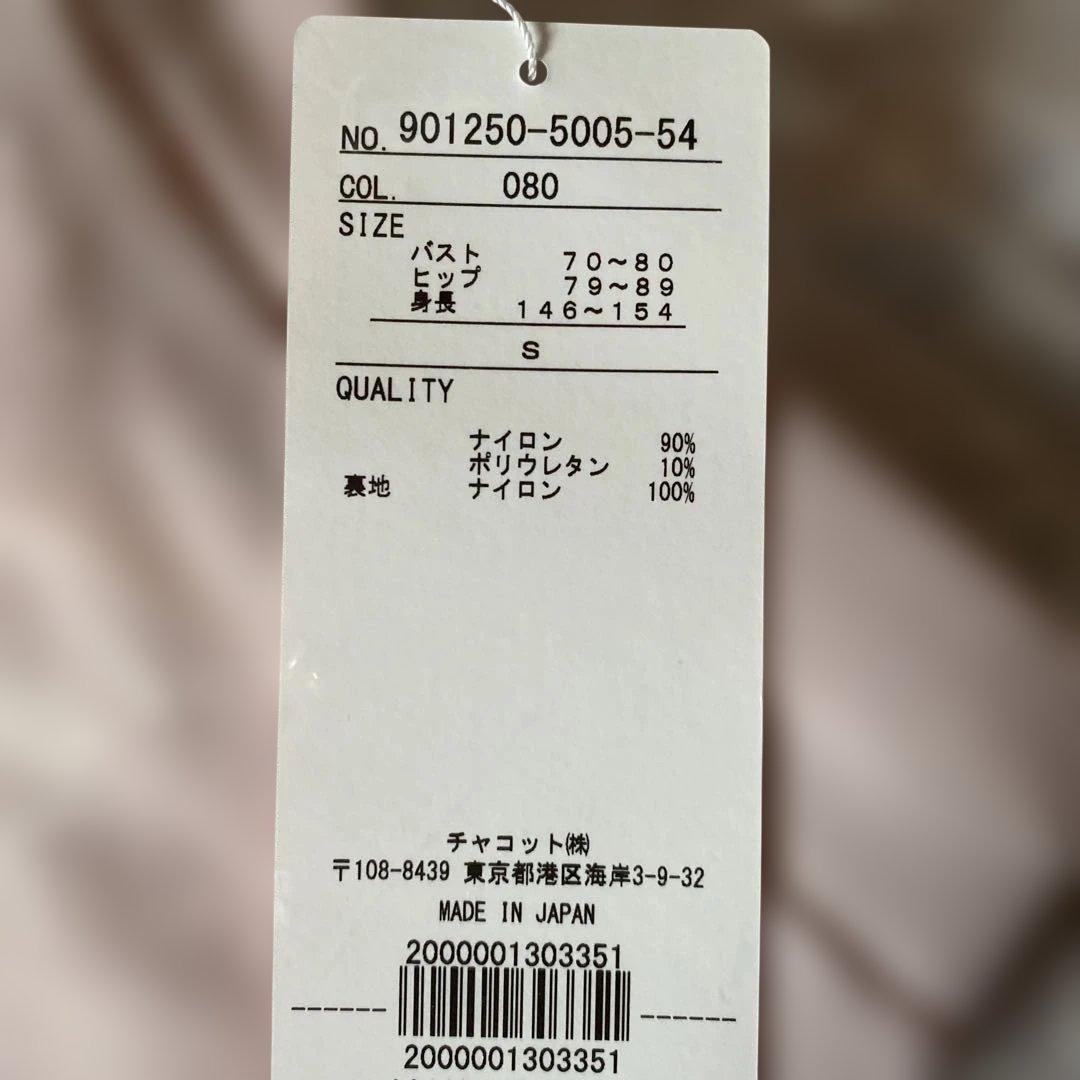 NO. 901250-5005-54
COL. 080
SIZE
バスト 70～80
ヒップ 79～89
身長 146～154
S
QUALITY
ナイロン 90%
ポリウレタン 10%
裏地 ナイロン 100%
チャコット㈱
〒108-8439 東京都港区海岸3-9-32
MADE IN JAPAN
2000001303351
2000001303351